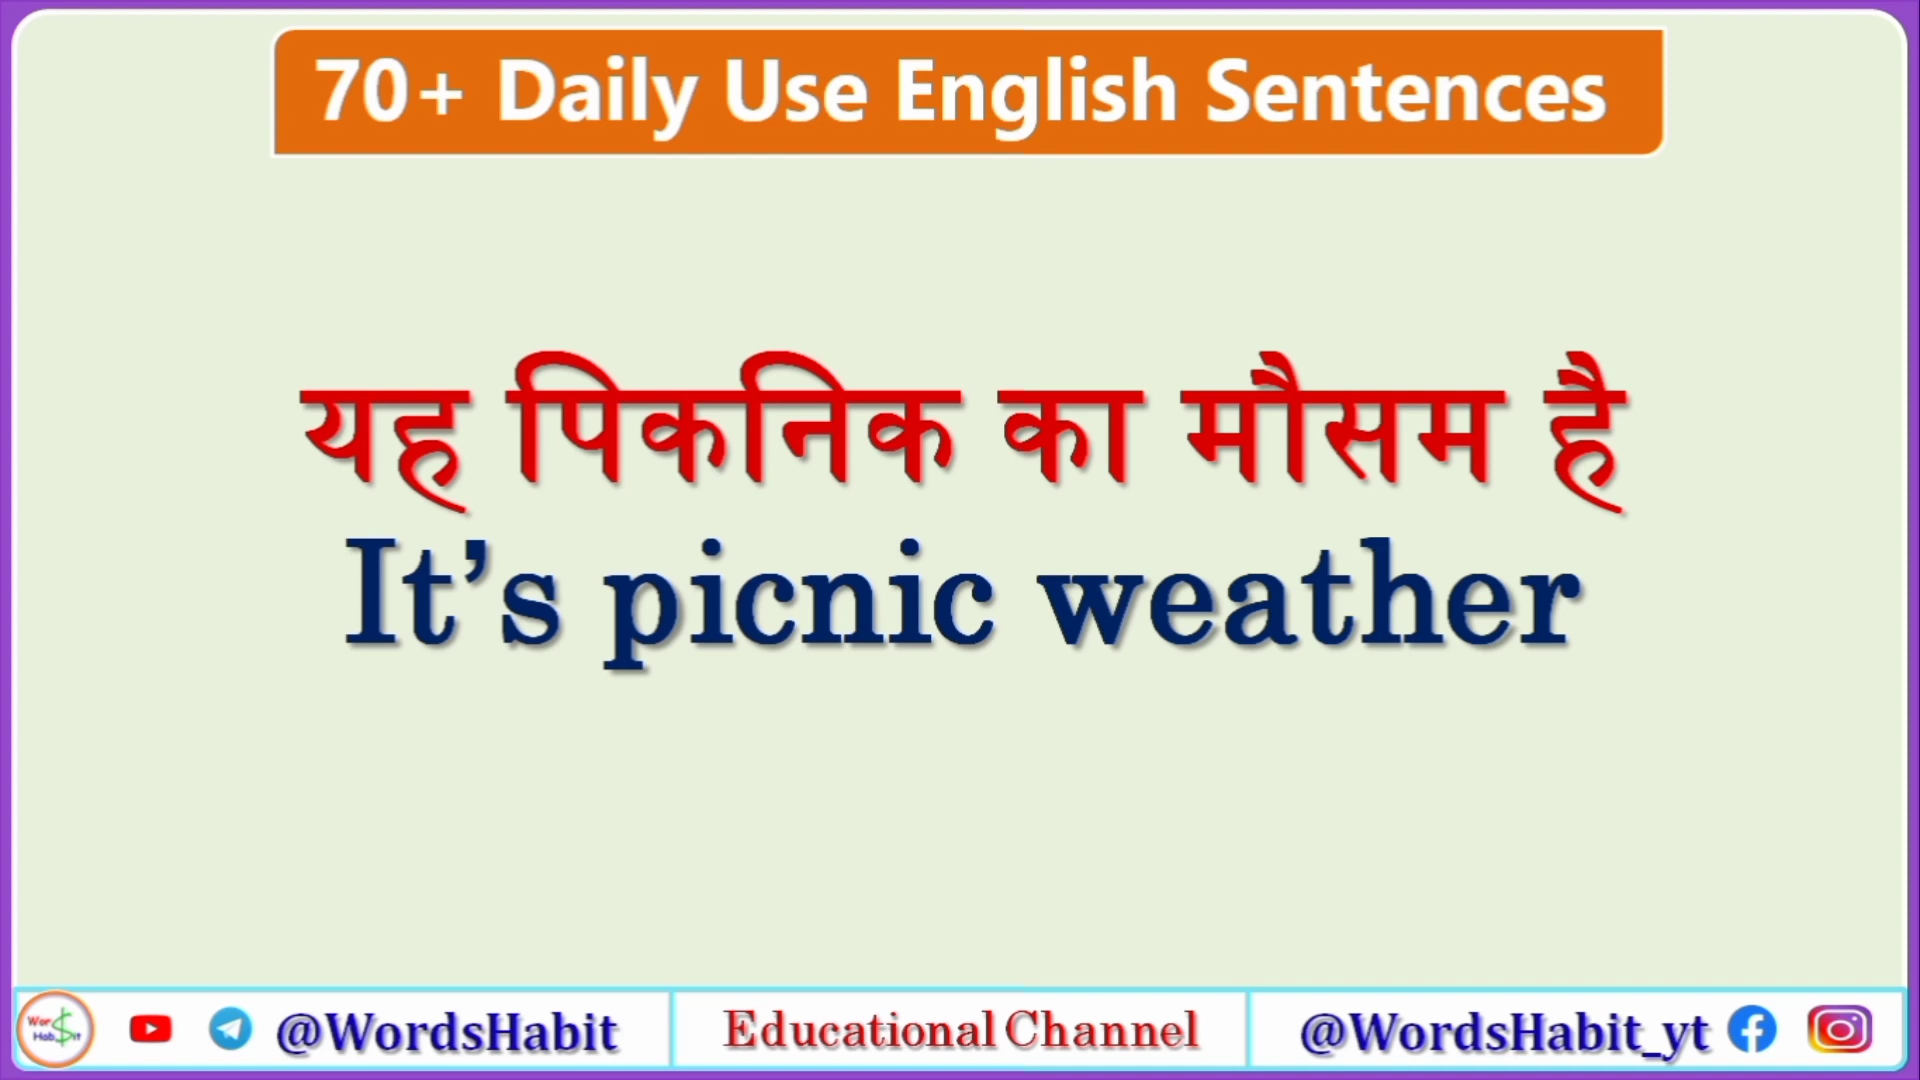 70+ Daily Use English Sentences
यह पिकनिक का मौसम है
It's picnic weather
@WordsHabit
Educational Channel
@WordsHabit_yt